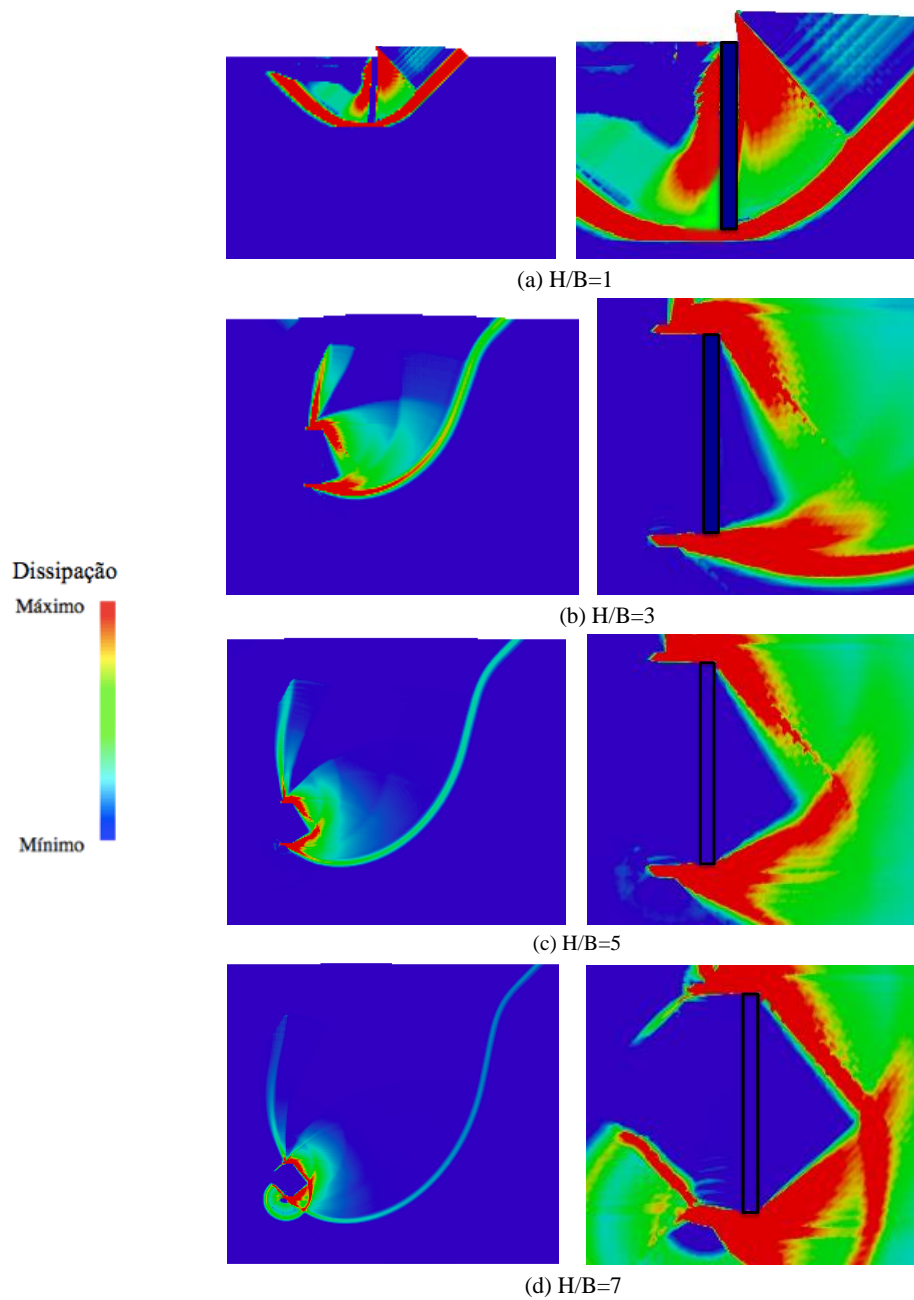 (a) H/B=1
(b) H/B=3
Dissipação
Máximo
Mínimo
(c) H/B=5
(d) H/B=7